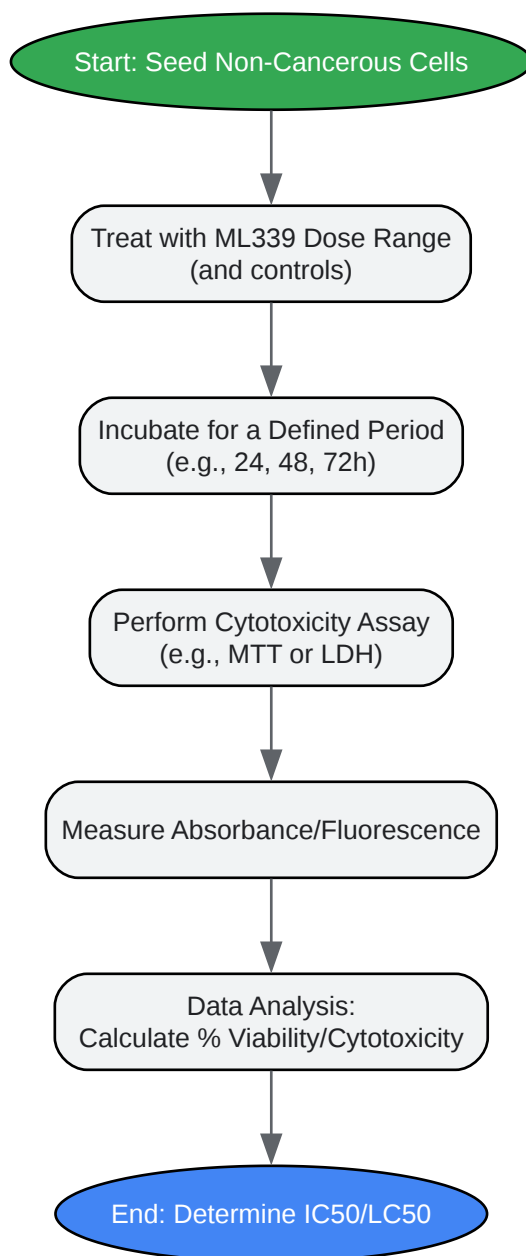 Start: Seed Non-Cancerous Cells
Treat with ML339 Dose Range
(and controls)
Incubate for a Defined Period
(e.g., 24, 48, 72h)
Perform Cytotoxicity Assay
(e.g., MTT or LDH)
Measure Absorbance/Fluorescence
Data Analysis:
Calculate % Viability/Cytotoxicity
End: Determine IC50/LC50